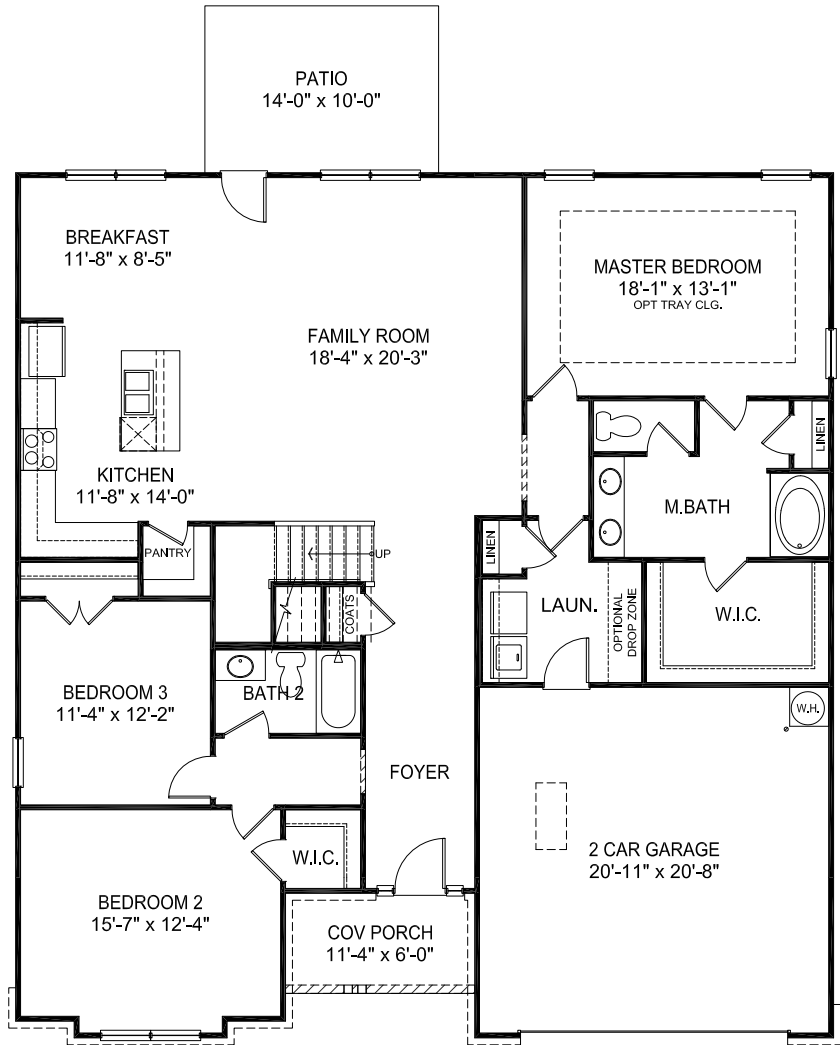 PATIO
14'-0" x 10'-0"
BREAKFAST
11'-8" x 8'-5"
MASTER BEDROOM
18'-1" x 13'-1"
OPT TRAY CLG.
FAMILY ROOM
18'-4" x 20'-3"
LINEN
KITCHEN
11'-8" x 14'-0"
M.BATH
PANTRY
UP
LINEN
LAUN.
OPTIONAL
DROP ZONE
W.I.C.
COATS
BEDROOM 3
11'-4" x 12'-2"
BATH 2
W.H.
FOYER
W.I.C.
2 CAR GARAGE
20'-11" x 20'-8"
BEDROOM 2
15'-7" x 12'-4"
COV PORCH
11'-4" x 6'-0"